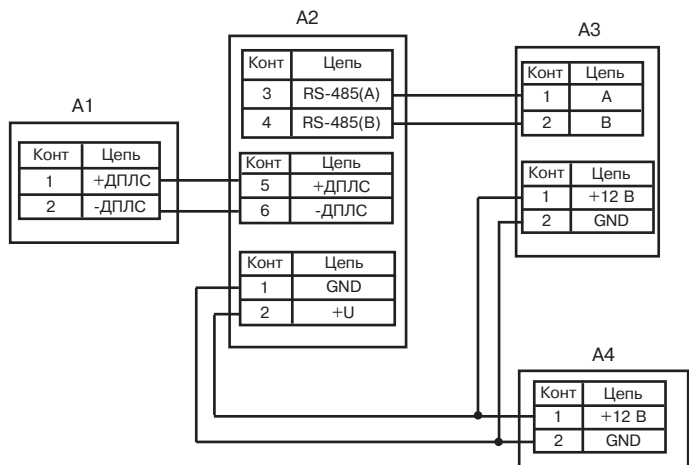 A1
Конт Цепь
1 +ДПЛС
2 -ДПЛС
A2
Конт Цепь
3 RS-485(A)
4 RS-485(B)
Конт Цепь
5 +ДПЛС
6 -ДПЛС
Конт Цепь
1 GND
2 +U
A3
Конт Цепь
1 A
2 B
Конт Цепь
1 +12 В
2 GND
A4
Конт Цепь
1 +12 В
2 GND